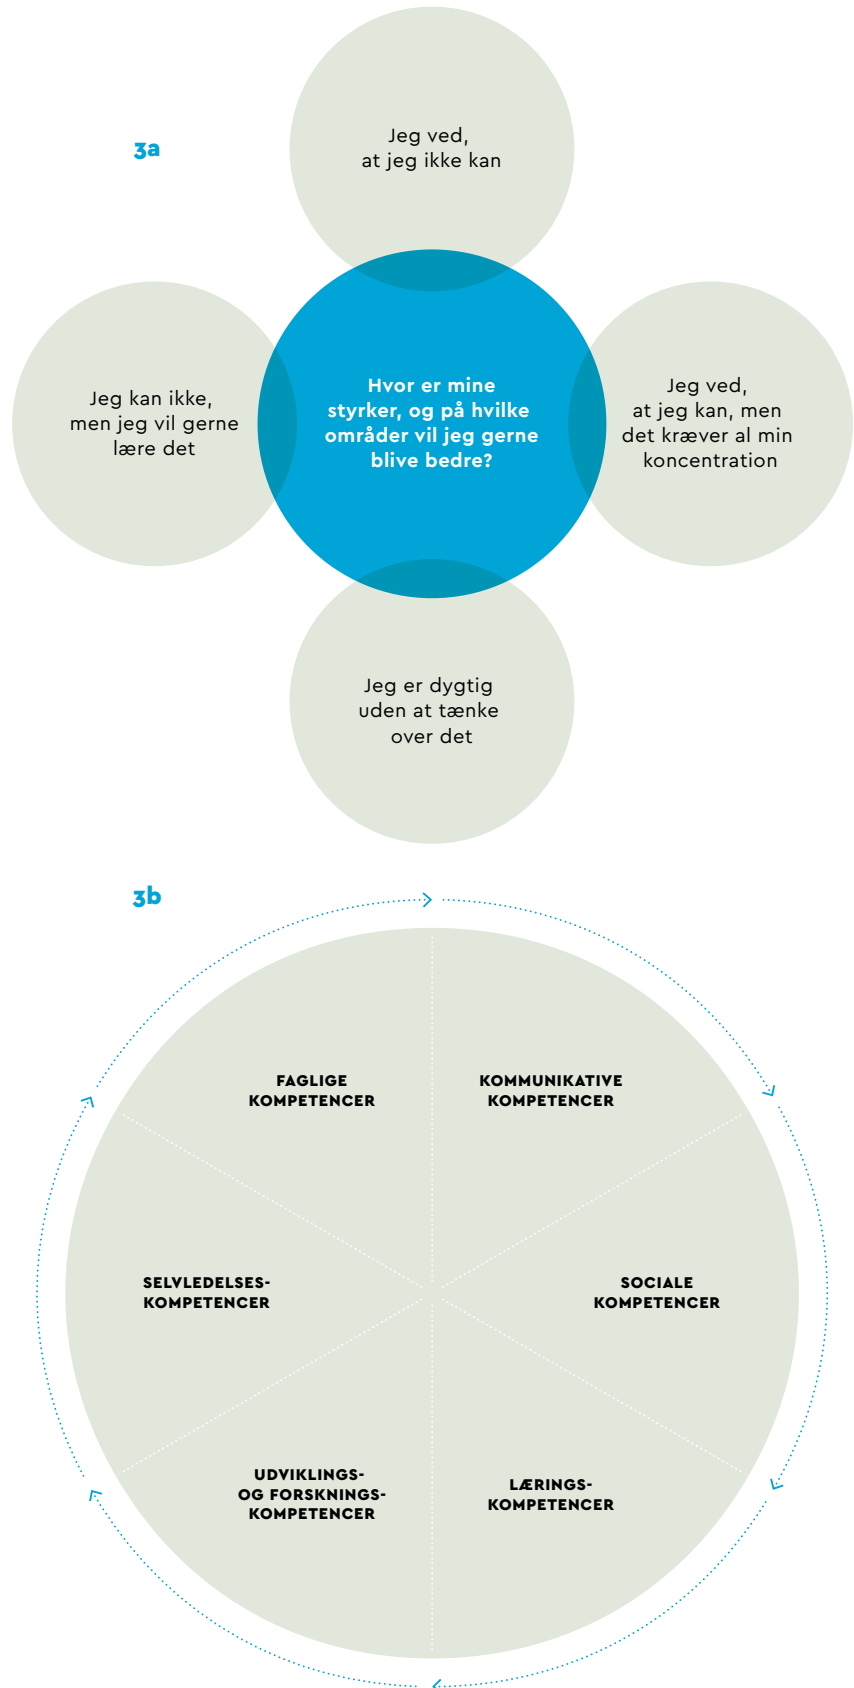 3a
Jeg ved,
at jeg ikke kan
Jeg kan ikke,
men jeg vil gerne
lære det
Hvor er mine
styrker, og på hvilke
områder vil jeg gerne
blive bedre?
Jeg ved,
at jeg kan, men
det kræver al min
koncentration
Jeg er dygtig
uden at tænke
over det
3b
FAGLIGE
KOMPETENCER
KOMMUNIKATIVE
KOMPETENCER
SELVLEDELSES-
KOMPETENCER
SOCIALE
KOMPETENCER
UDVIKLINGS-
OG FORSKNINGS-
KOMPETENCER
LÆRINGS-
KOMPETENCER